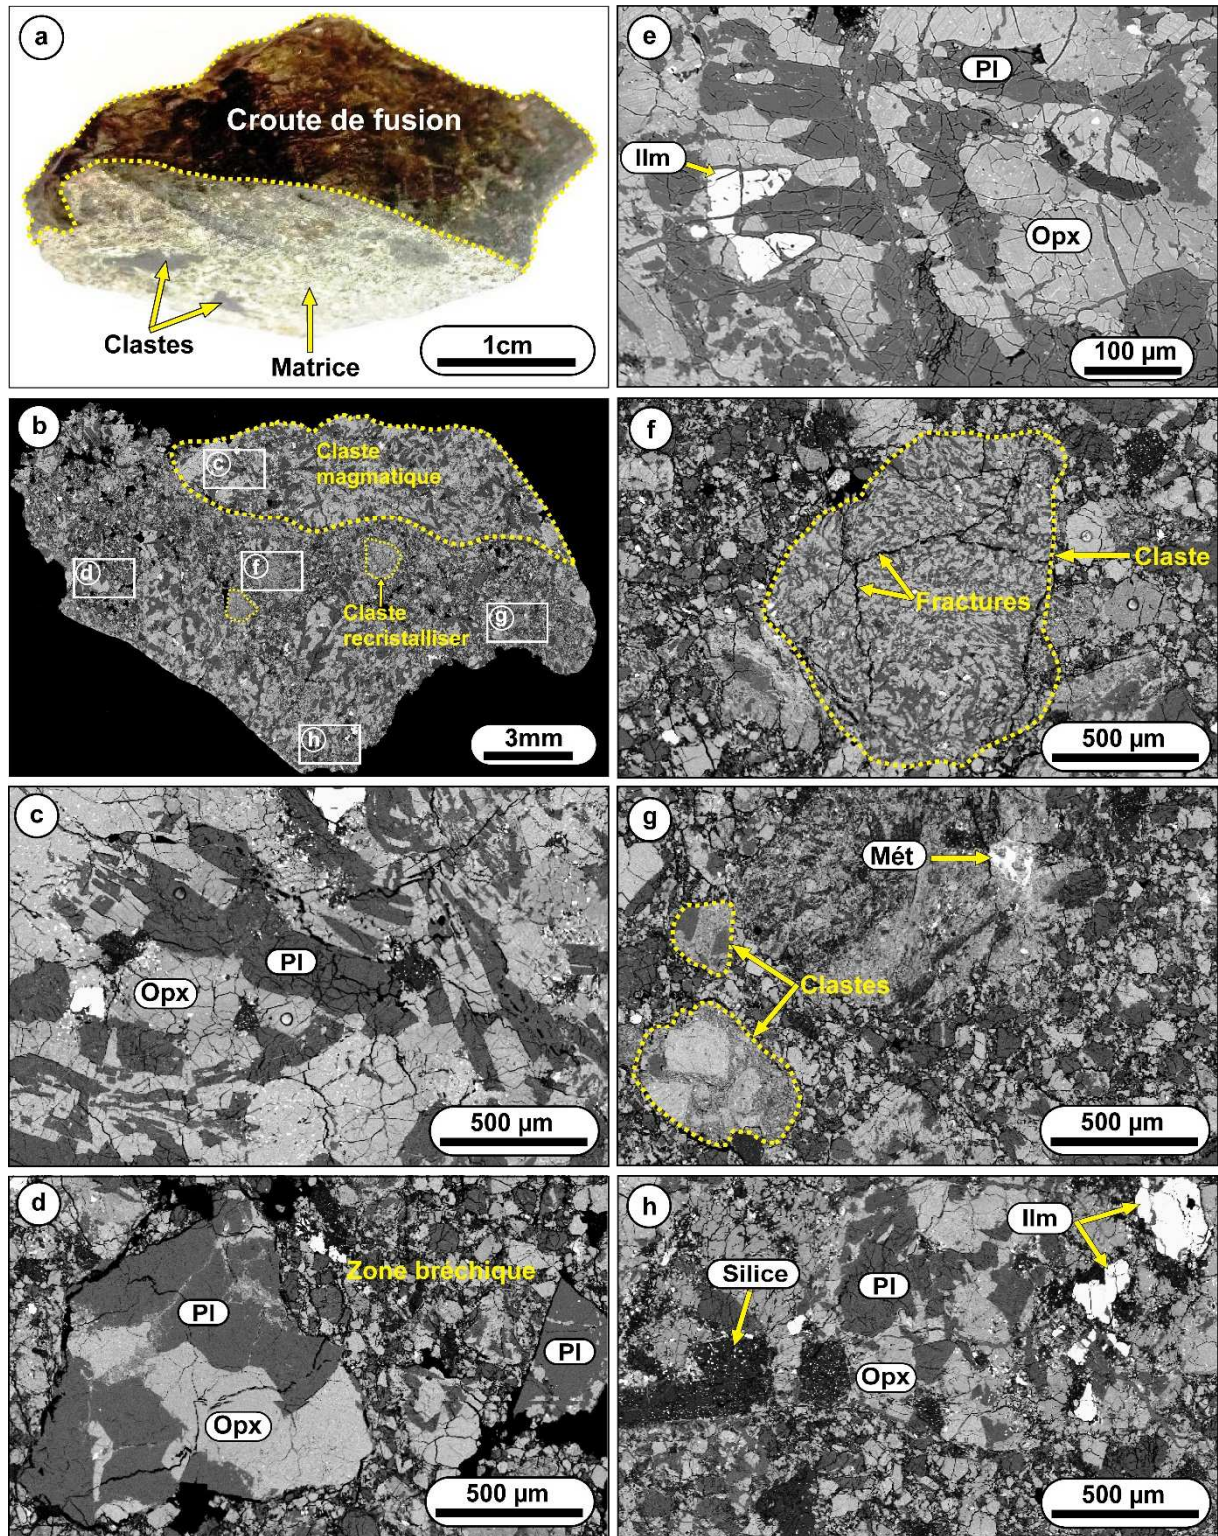 a
Croute de fusion
Clastes
Matrice
1cm
b
c
Claste
magmatique
d
f
g
Claste
recristalliser
h
3mm
c
Pl
Opx
500 µm
d
Zone bréchique
Pl
Pl
Opx
500 µm
e
Pl
Ilm
Opx
100 µm
f
Claste
Fractures
500 µm
g
Mét
Clastes
500 µm
h
Ilm
Silice
Pl
Opx
500 µm